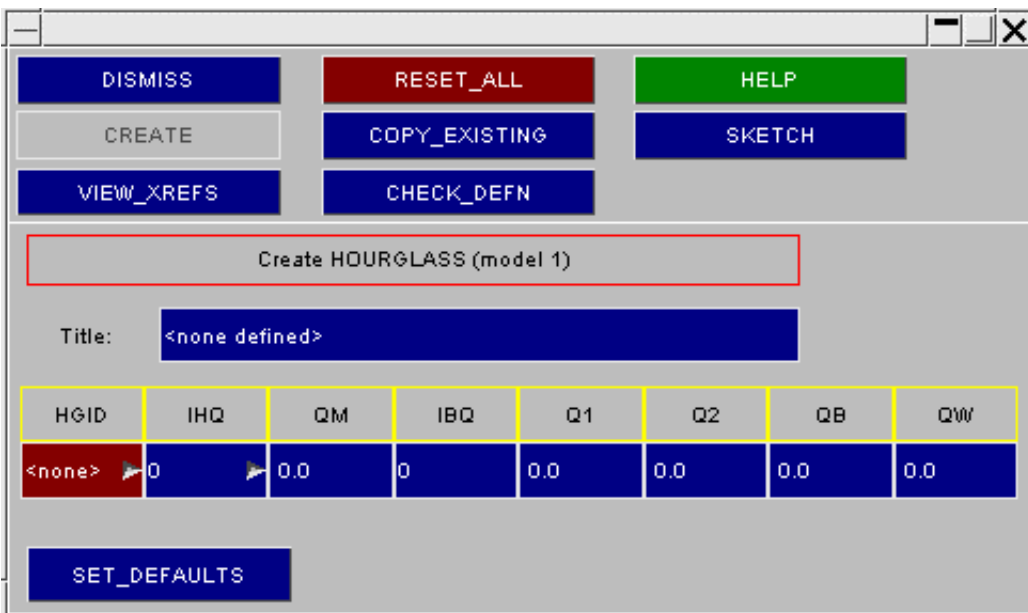 DISMISS RESET_ALL HELP
CREATE COPY_EXISTING SKETCH
VIEW_XREFS CHECK_DEFN
Create HOURGLASS (model 1)
Title: <none defined>
HGID IHQ QM IBQ Q1 Q2 QB QW
<none> 0 0.0 0 0.0 0.0 0.0 0.0
SET_DEFAULTS